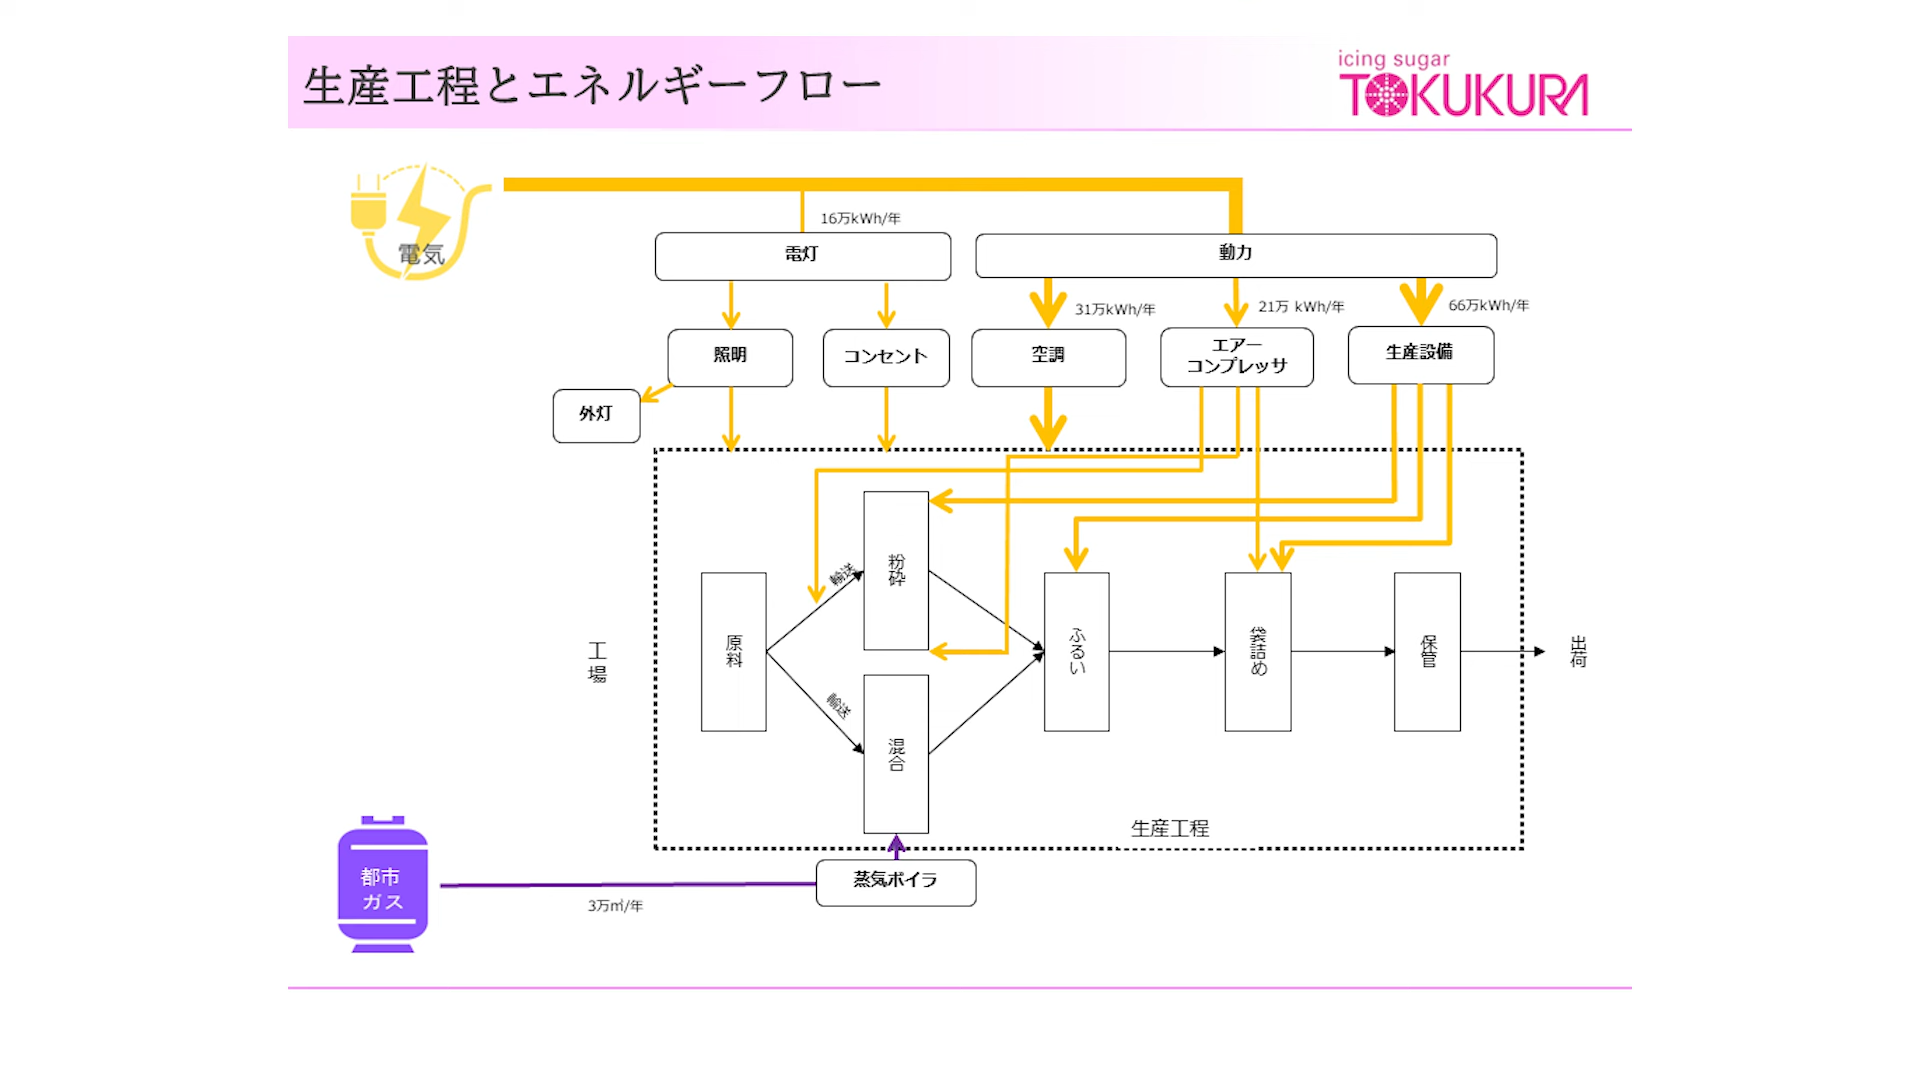 生産工程とエネルギーフロー
icing sugar
TOKUKURA
電気
16万kWh/年
電灯
動力
31万kWh/年
21万 kWh/年
66万kWh/年
照明
コンセント
空調
エアー
コンプレッサ
生産設備
外灯
工場
原料
輸送
輸送
粉砕
混合
ふるい
袋詰め
保管
出荷
生産工程
都市
ガス
3万㎥/年
蒸気ボイラ